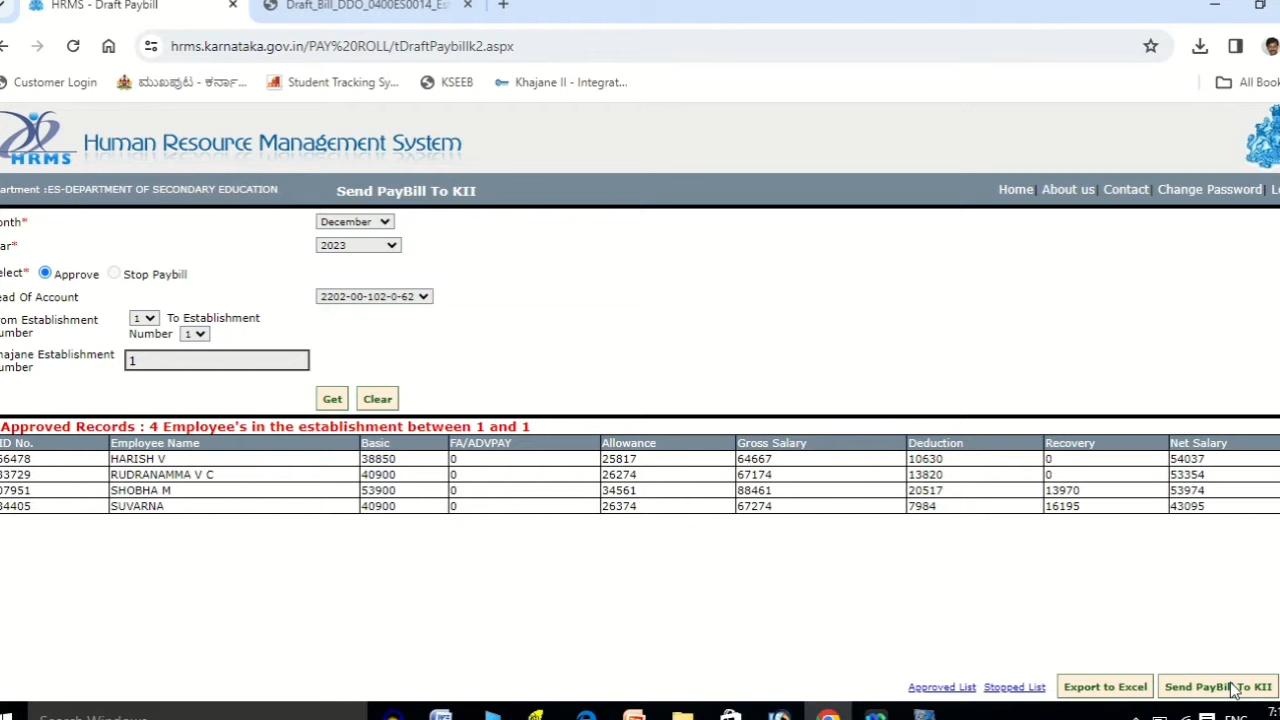 HRMS - Draft Paybill
Draft_Bill_DDO_0400ES0014_Es
hrms.karnataka.gov.in/PAY%20ROLL/tDraftPaybillk2.aspx
Customer Login ಮುಖಪುಟ - ಕರ್ನಾ... Student Tracking Sy... KSEEB Khajane II - Integrat... All Book
HRMS Human Resource Management System
artment :ES-DEPARTMENT OF SECONDARY EDUCATION Send PayBill To KII Home| About us| Contact| Change Password| L
onth* December
ar* 2023
elect* Approve Stop Paybill
ead Of Account 2202-00-102-0-62
rom Establishment 1 To Establishment
umber Number 1
hajane Establishment
umber 1
Get Clear
Approved Records : 4 Employee's in the establishment between 1 and 1
ID No. Employee Name Basic FA/ADVPAY Allowance Gross Salary Deduction Recovery Net Salary
66478 HARISH V 38850 0 25817 64667 10630 0 54037
33729 RUDRANAMMA V C 40900 0 26274 67174 13820 0 53354
07951 SHOBHA M 53900 0 34561 88461 20517 13970 53974
34405 SUVARNA 40900 0 26374 67274 7984 16195 43095
Approved List Stopped List Export to Excel Send PayBill To KII
Search Windows